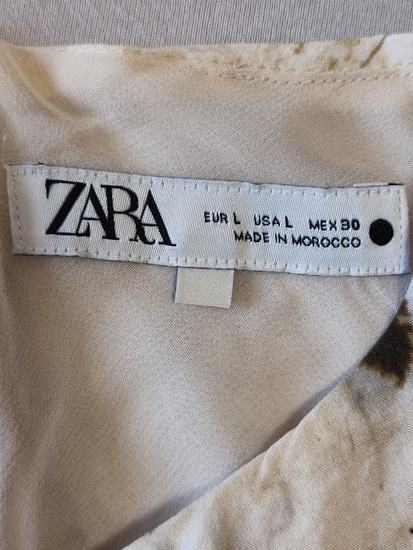 ZARA
EUR L USA L MEX 30
MADE IN MOROCCO